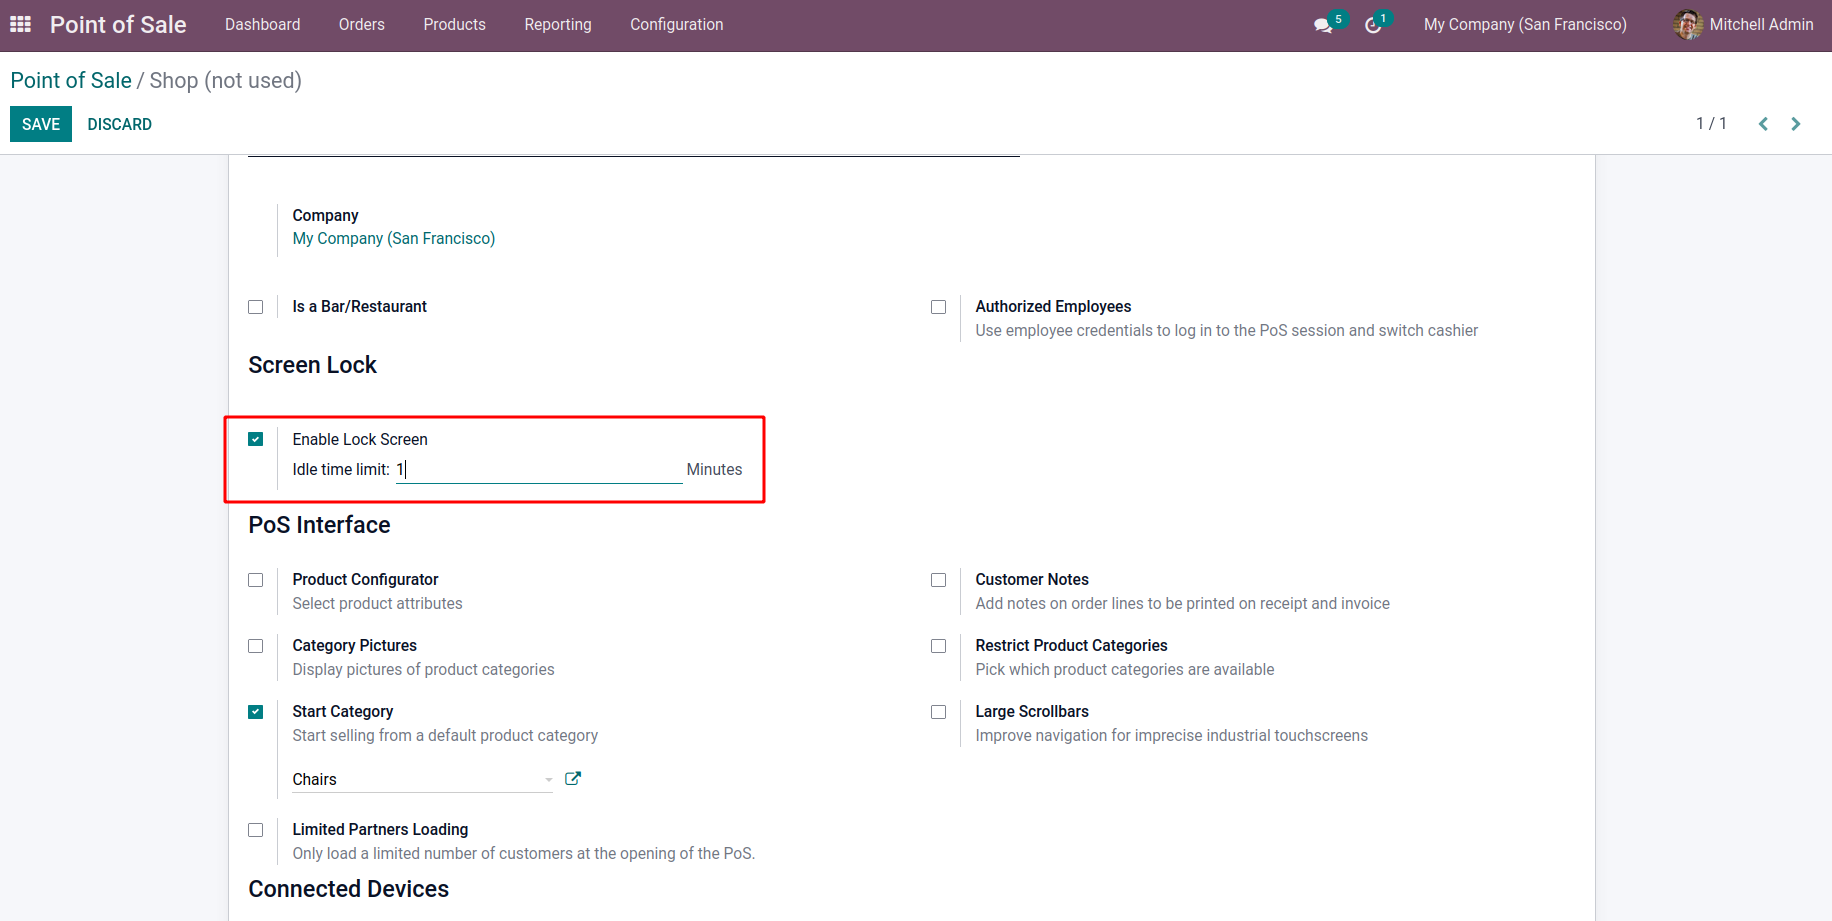 Point of Sale Dashboard Orders Products Reporting Configuration 5 1 My Company (San Francisco) Mitchell Admin
Point of Sale / Shop (not used)
SAVE DISCARD 1 / 1
Company
My Company (San Francisco)
Is a Bar/Restaurant
Authorized Employees
Use employee credentials to log in to the PoS session and switch cashier
Screen Lock
Enable Lock Screen
Idle time limit: 1 Minutes
PoS Interface
Product Configurator
Select product attributes
Customer Notes
Add notes on order lines to be printed on receipt and invoice
Category Pictures
Display pictures of product categories
Restrict Product Categories
Pick which product categories are available
Start Category
Start selling from a default product category
Chairs
Large Scrollbars
Improve navigation for imprecise industrial touchscreens
Limited Partners Loading
Only load a limited number of customers at the opening of the PoS.
Connected Devices